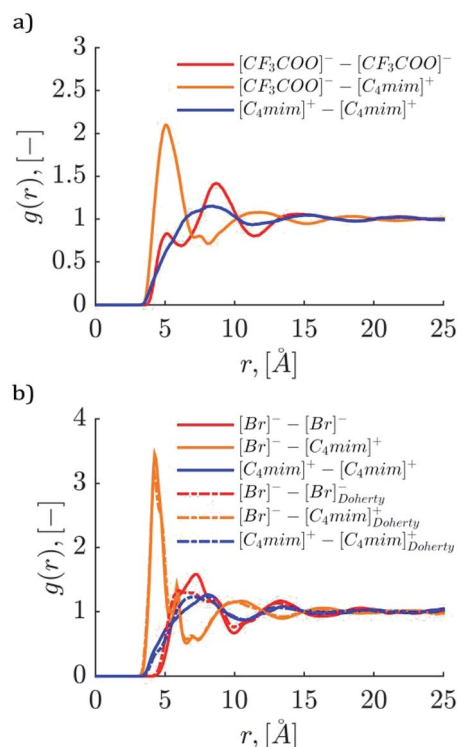 a)
3
2.5
2
1.5
1
0.5
0
g(r), [−]
[CF₃COO]⁻ − [CF₃COO]⁻
[CF₃COO]⁻ − [C₄mim]⁺
[C₄mim]⁺ − [C₄mim]⁺
0 5 10 15 20 25
r, [Å]
b)
4
3
2
1
0
g(r), [−]
[Br]⁻ − [Br]⁻
[Br]⁻ − [C₄mim]⁺
[C₄mim]⁺ − [C₄mim]⁺
[Br]⁻ − [Br]⁻ Doherty
[Br]⁻ − [C₄mim]⁺ Doherty
[C₄mim]⁺ − [C₄mim]⁺ Doherty
0 5 10 15 20 25
r, [Å]